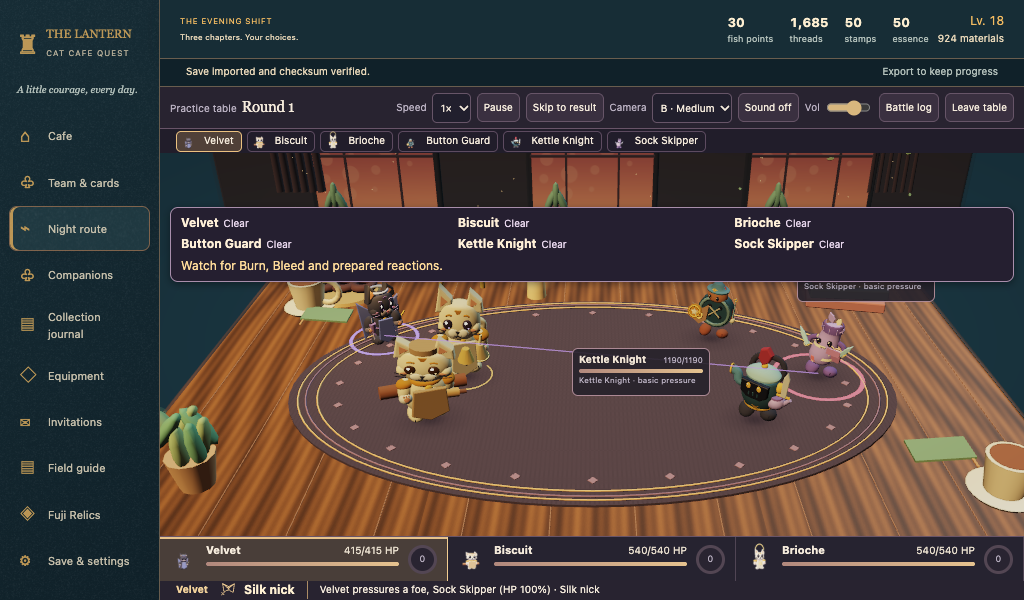 THE LANTERN
CAT CAFE QUEST
A little courage, every day.
Cafe
Team & cards
Night route
Companions
Collection
journal
Equipment
Invitations
Field guide
Fuji Relics
Save & settings
THE EVENING SHIFT
Three chapters. Your choices.
30
fish points
1,685
threads
50
stamps
50
essence
Lv. 18
924 materials
Save imported and checksum verified.
Export to keep progress
Practice table Round 1
Speed 1x Pause Skip to result Camera B · Medium Sound off Vol Battle log Leave table
Velvet Biscuit Brioche Button Guard Kettle Knight Sock Skipper
Velvet Clear Biscuit Clear Brioche Clear
Button Guard Clear Kettle Knight Clear Sock Skipper Clear
Watch for Burn, Bleed and prepared reactions.
Sock Skipper · basic pressure
Kettle Knight 1190/1190
Kettle Knight · basic pressure
Velvet 415/415 HP 0
Biscuit 540/540 HP 0
Brioche 540/540 HP 0
Velvet Silk nick Velvet pressures a foe, Sock Skipper (HP 100%) · Silk nick